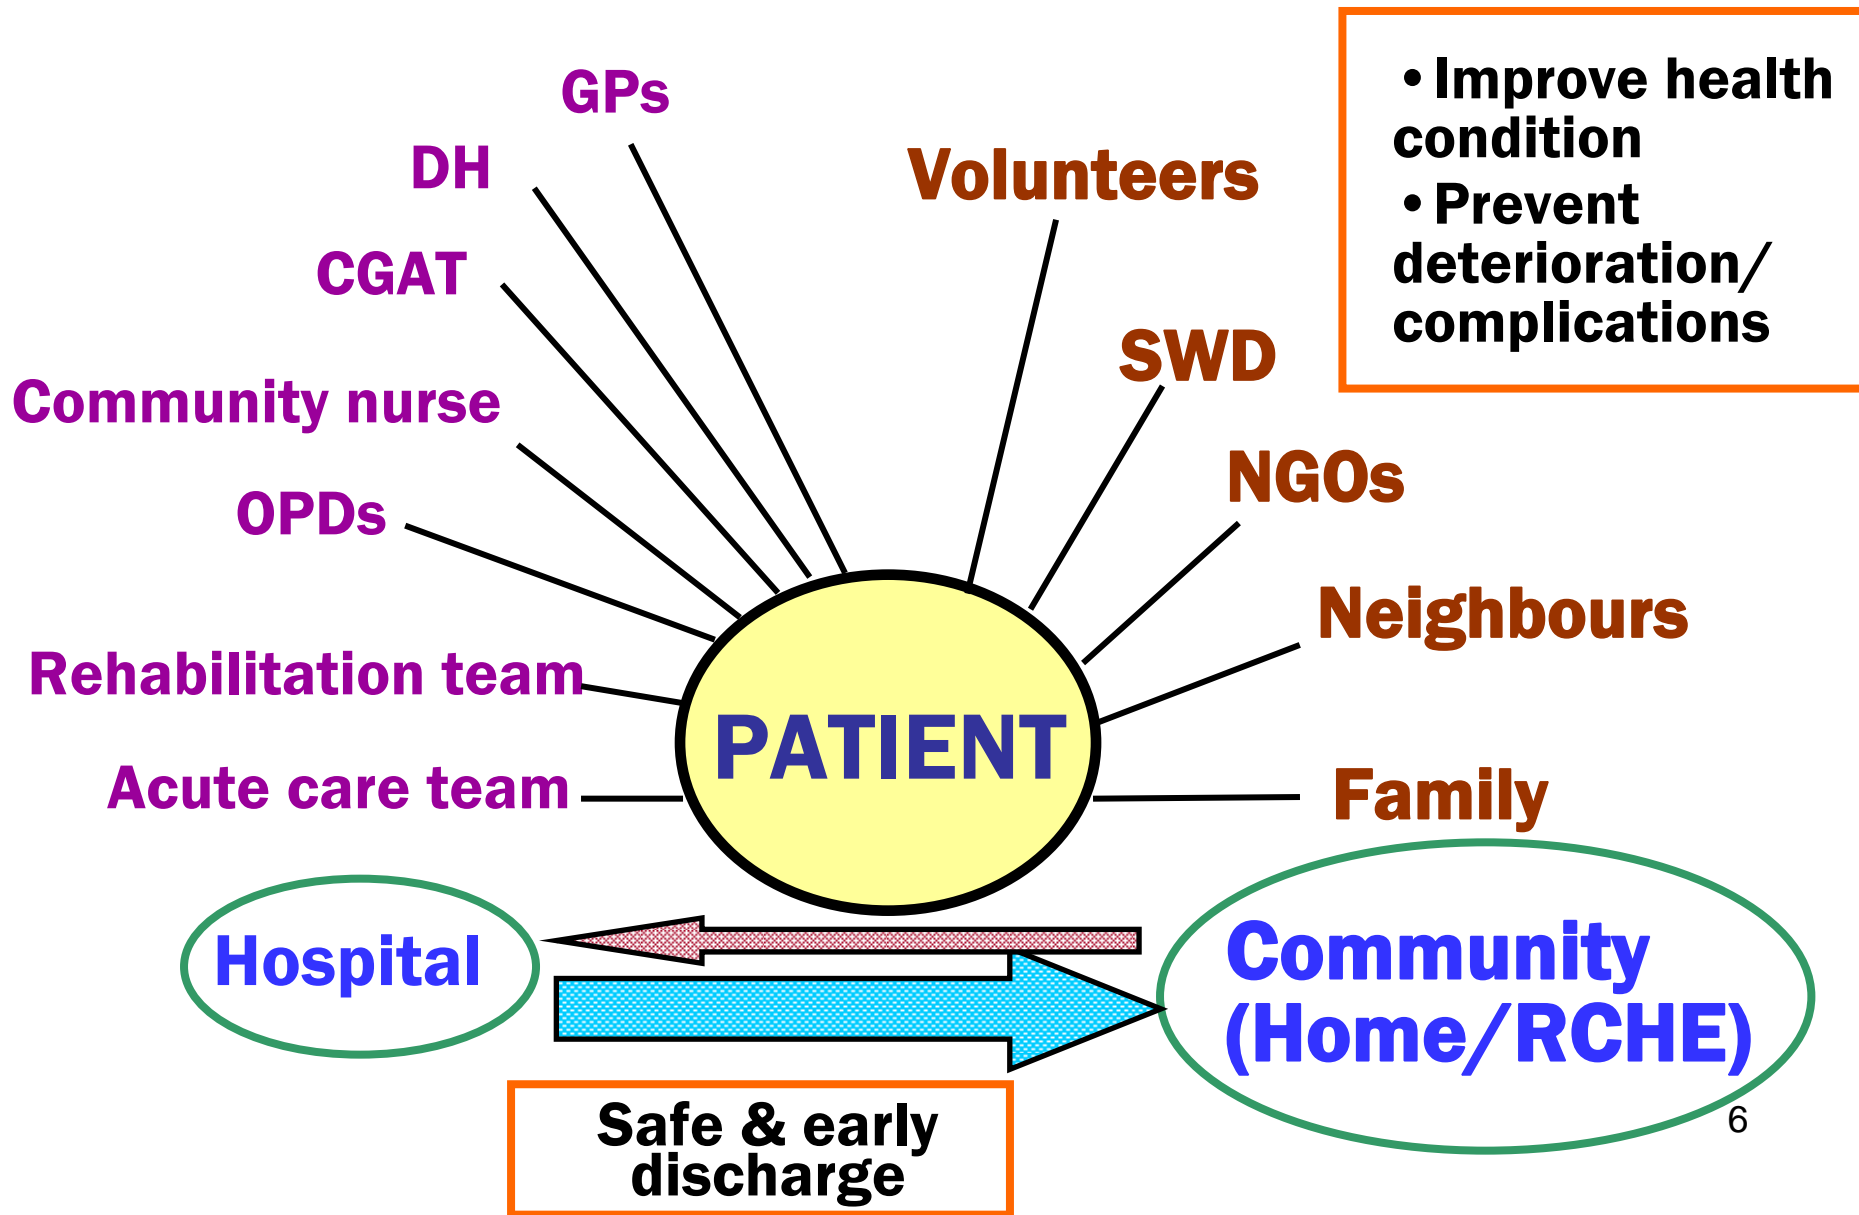 GPs
DH
CGAT
Community nurse
OPDs
Rehabilitation team
Acute care team
Volunteers
SWD
NGOs
Neighbours
Family
• Improve health
condition
• Prevent
deterioration/
complications
PATIENT
Hospital
Community
(Home/RCHE)
Safe & early
discharge
6